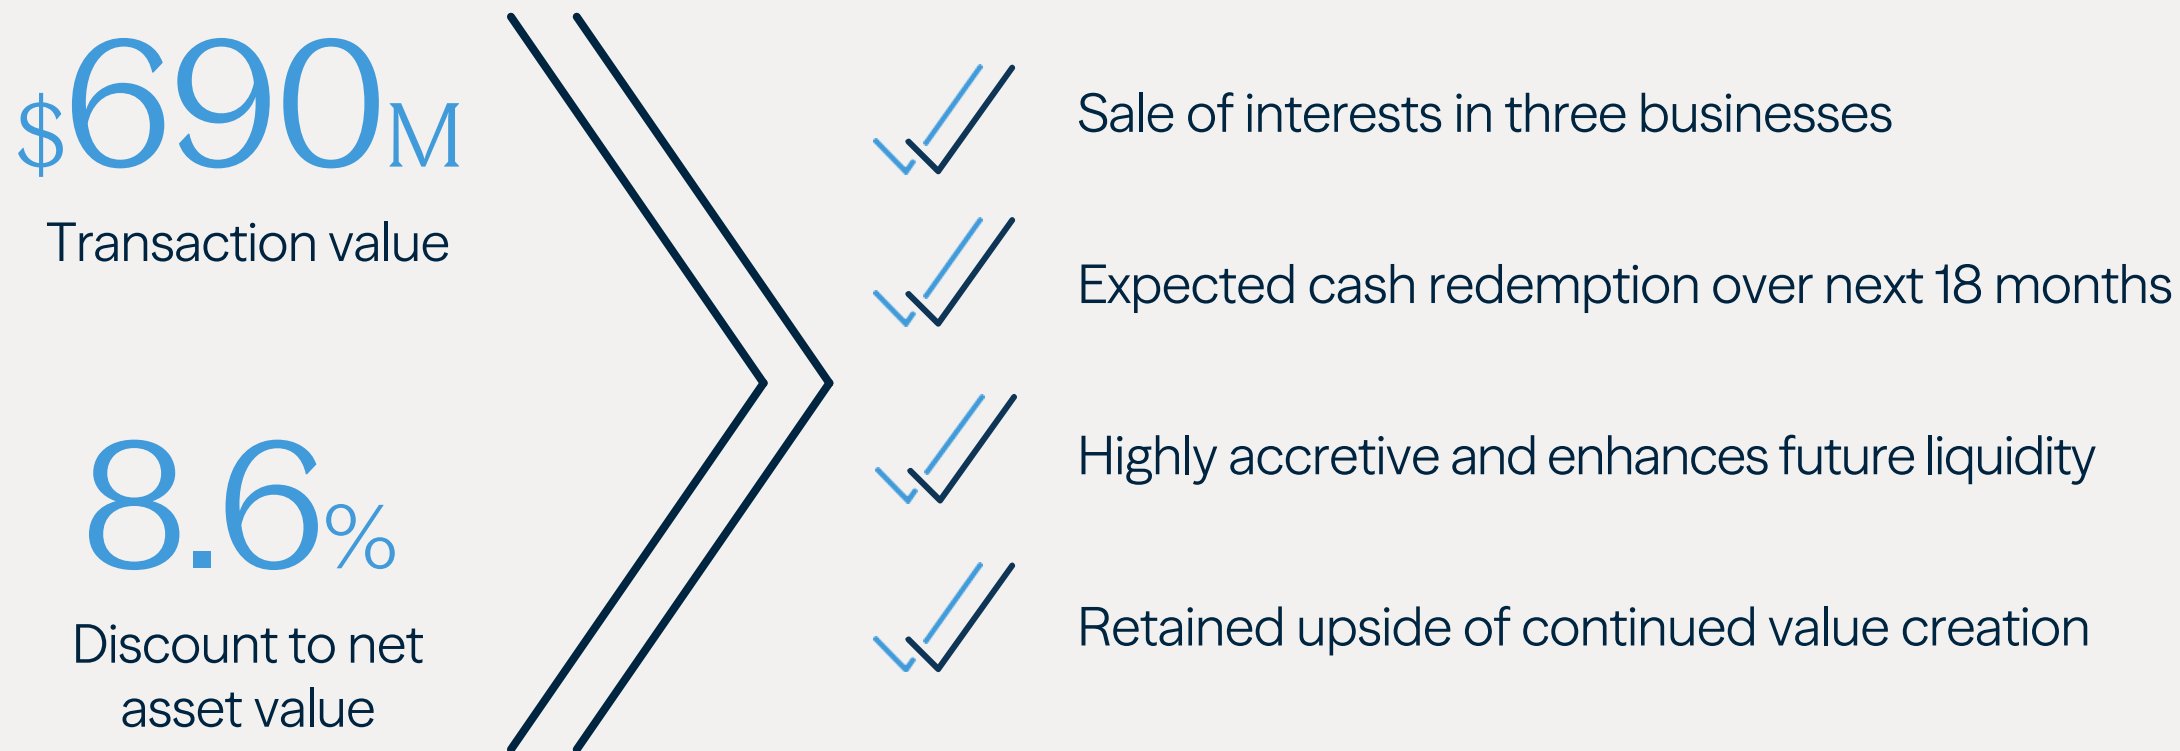 $690M
Transaction value
8.6%
Discount to net
asset value
Sale of interests in three businesses
Expected cash redemption over next 18 months
Highly accretive and enhances future liquidity
Retained upside of continued value creation